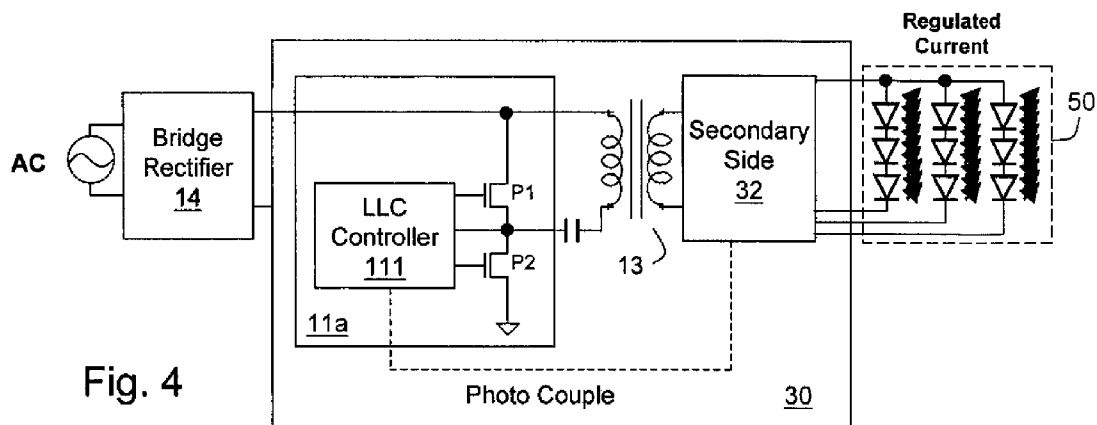 Regulated
Current
50
AC
Bridge
Rectifier
14
LLC
Controller
111
P1
P2
11a
13
Secondary
Side
32
Photo Couple
30
Fig. 4